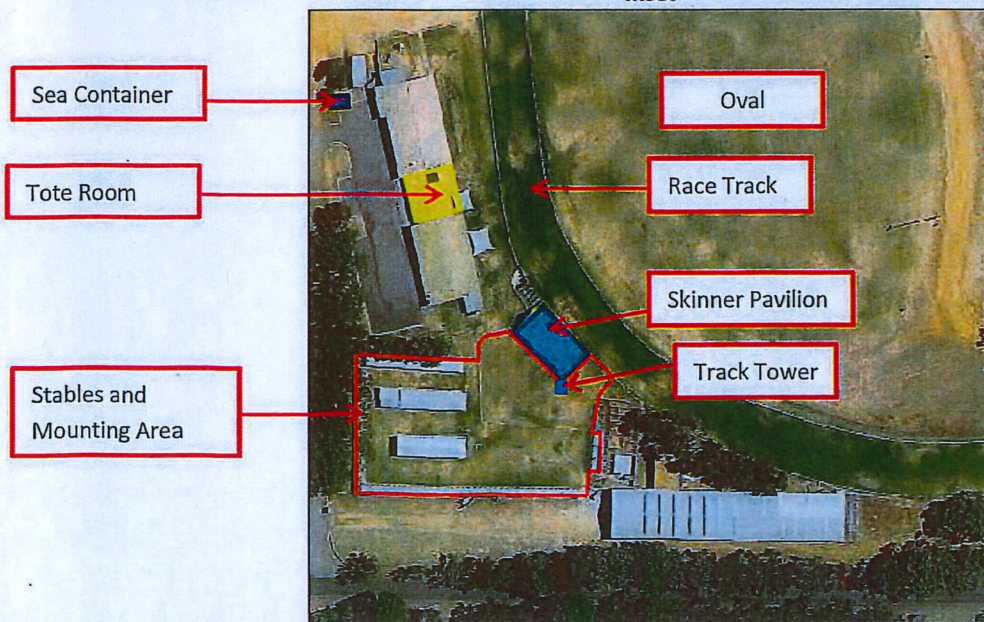 Sea Container
Oval
Tote Room
Race Track
Skinner Pavilion
Track Tower
Stables and
Mounting Area